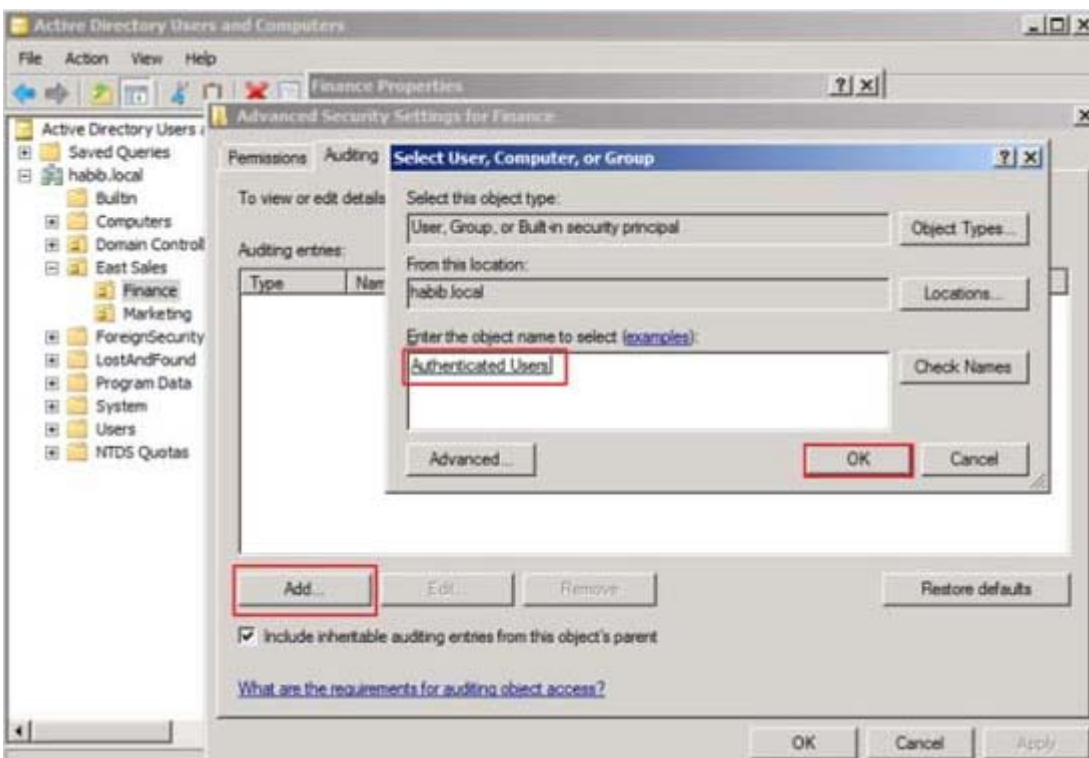 Active Directory Users and Computers
File Action View Help
Finance Properties
Advanced Security Settings for Finance
Active Directory Users
Saved Queries
habib.local
Builtin
Computers
Domain Controll
East Sales
Finance
Marketing
ForeignSecurity
LostAndFound
Program Data
System
Users
NTDS Quotas
Permissions Auditing
To view or edit details
Auditing entries:
Type Nam
Select User, Computer, or Group
Select this object type:
User, Group, or Built-in security principal
Object Types...
From this location:
habib.local
Locations...
Enter the object name to select (examples):
Authenticated Users
Check Names
Advanced...
OK
Cancel
Add...
Edit...
Remove
Restore defaults
Include inheritable auditing entries from this object's parent
What are the requirements for auditing object access?
OK
Cancel
Apply